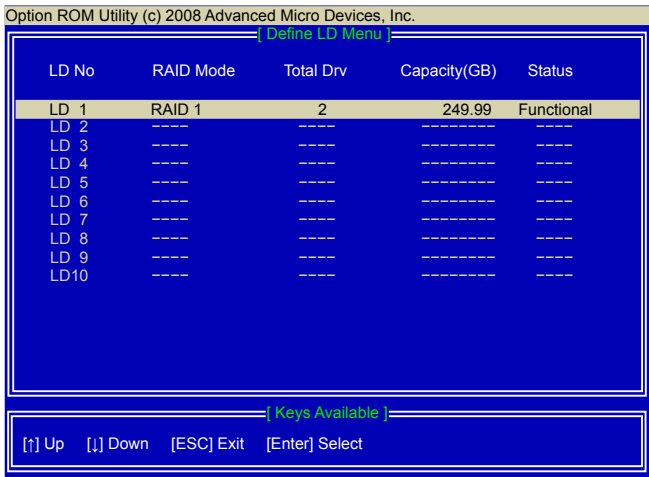 Option ROM Utility (c) 2008 Advanced Micro Devices, Inc.
[ Define LD Menu ]
LD No RAID Mode Total Drv Capacity(GB) Status
LD 1 RAID 1 2 249.99 Functional
LD 2 ---- ---- -------- ----
LD 3 ---- ---- -------- ----
LD 4 ---- ---- -------- ----
LD 5 ---- ---- -------- ----
LD 6 ---- ---- -------- ----
LD 7 ---- ---- -------- ----
LD 8 ---- ---- -------- ----
LD 9 ---- ---- -------- ----
LD10 ---- ---- -------- ----
[ Keys Available ]
[↑] Up [↓] Down [ESC] Exit [Enter] Select